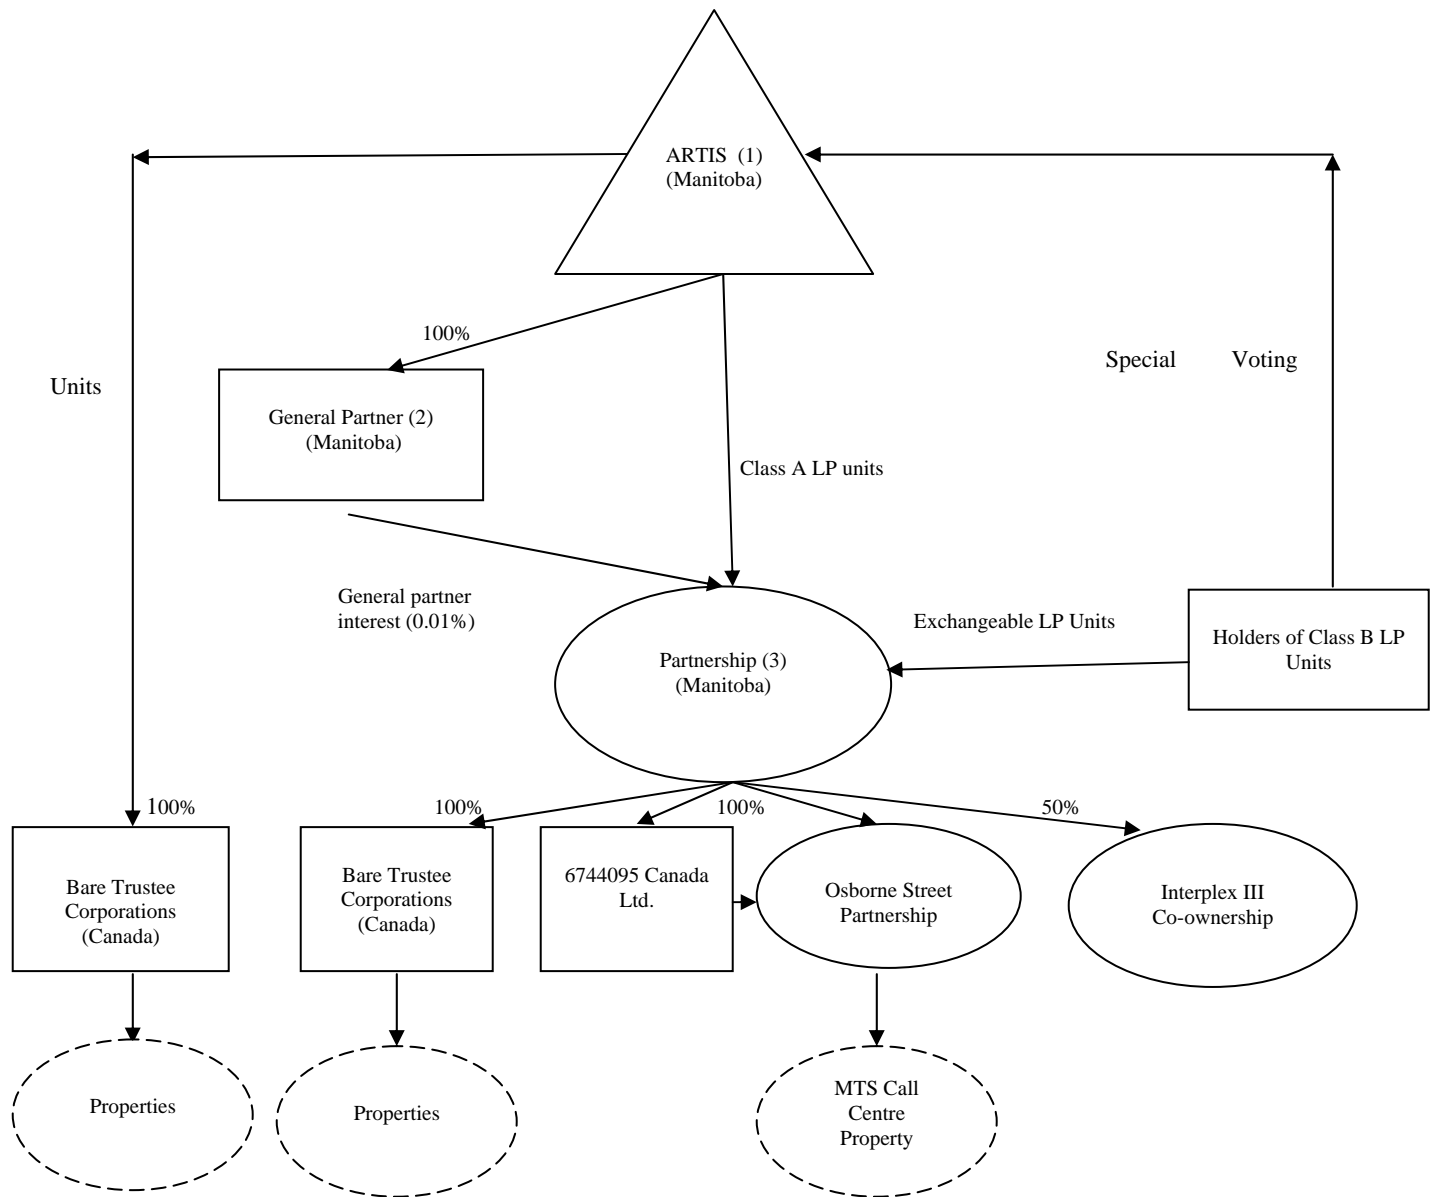 ARTIS (1)
(Manitoba)
100%
Special Voting
Units
General Partner (2)
(Manitoba)
Class A LP units
General partner
interest (0.01%)
Exchangeable LP Units
Holders of Class B LP
Units
Partnership (3)
(Manitoba)
100%
100%
100%
50%
Bare Trustee
Corporations
(Canada)
Bare Trustee
Corporations
(Canada)
6744095 Canada
Ltd.
Osborne Street
Partnership
Interplex III
Co-ownership
Properties
Properties
MTS Call
Centre
Property